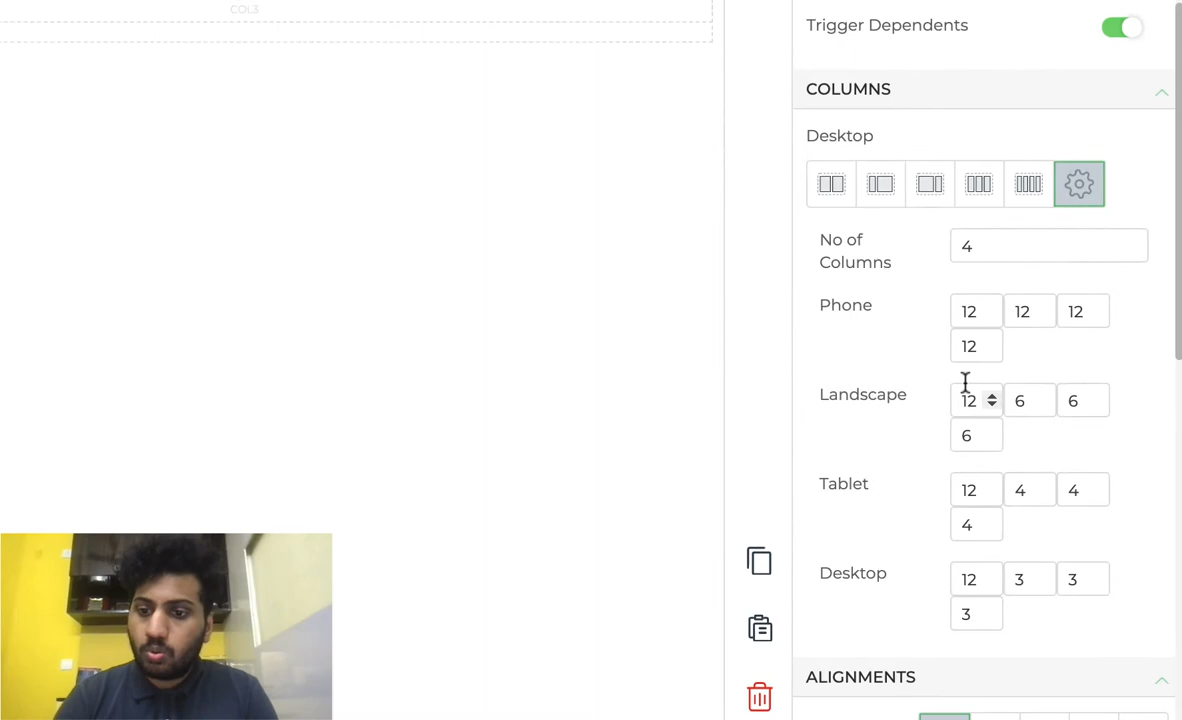 COL3
Trigger Dependents
COLUMNS
Desktop
No of
Columns
4
Phone
12 12 12
12
Landscape
12 6 6
6
Tablet
12 4 4
4
Desktop
12 3 3
3
ALIGNMENTS